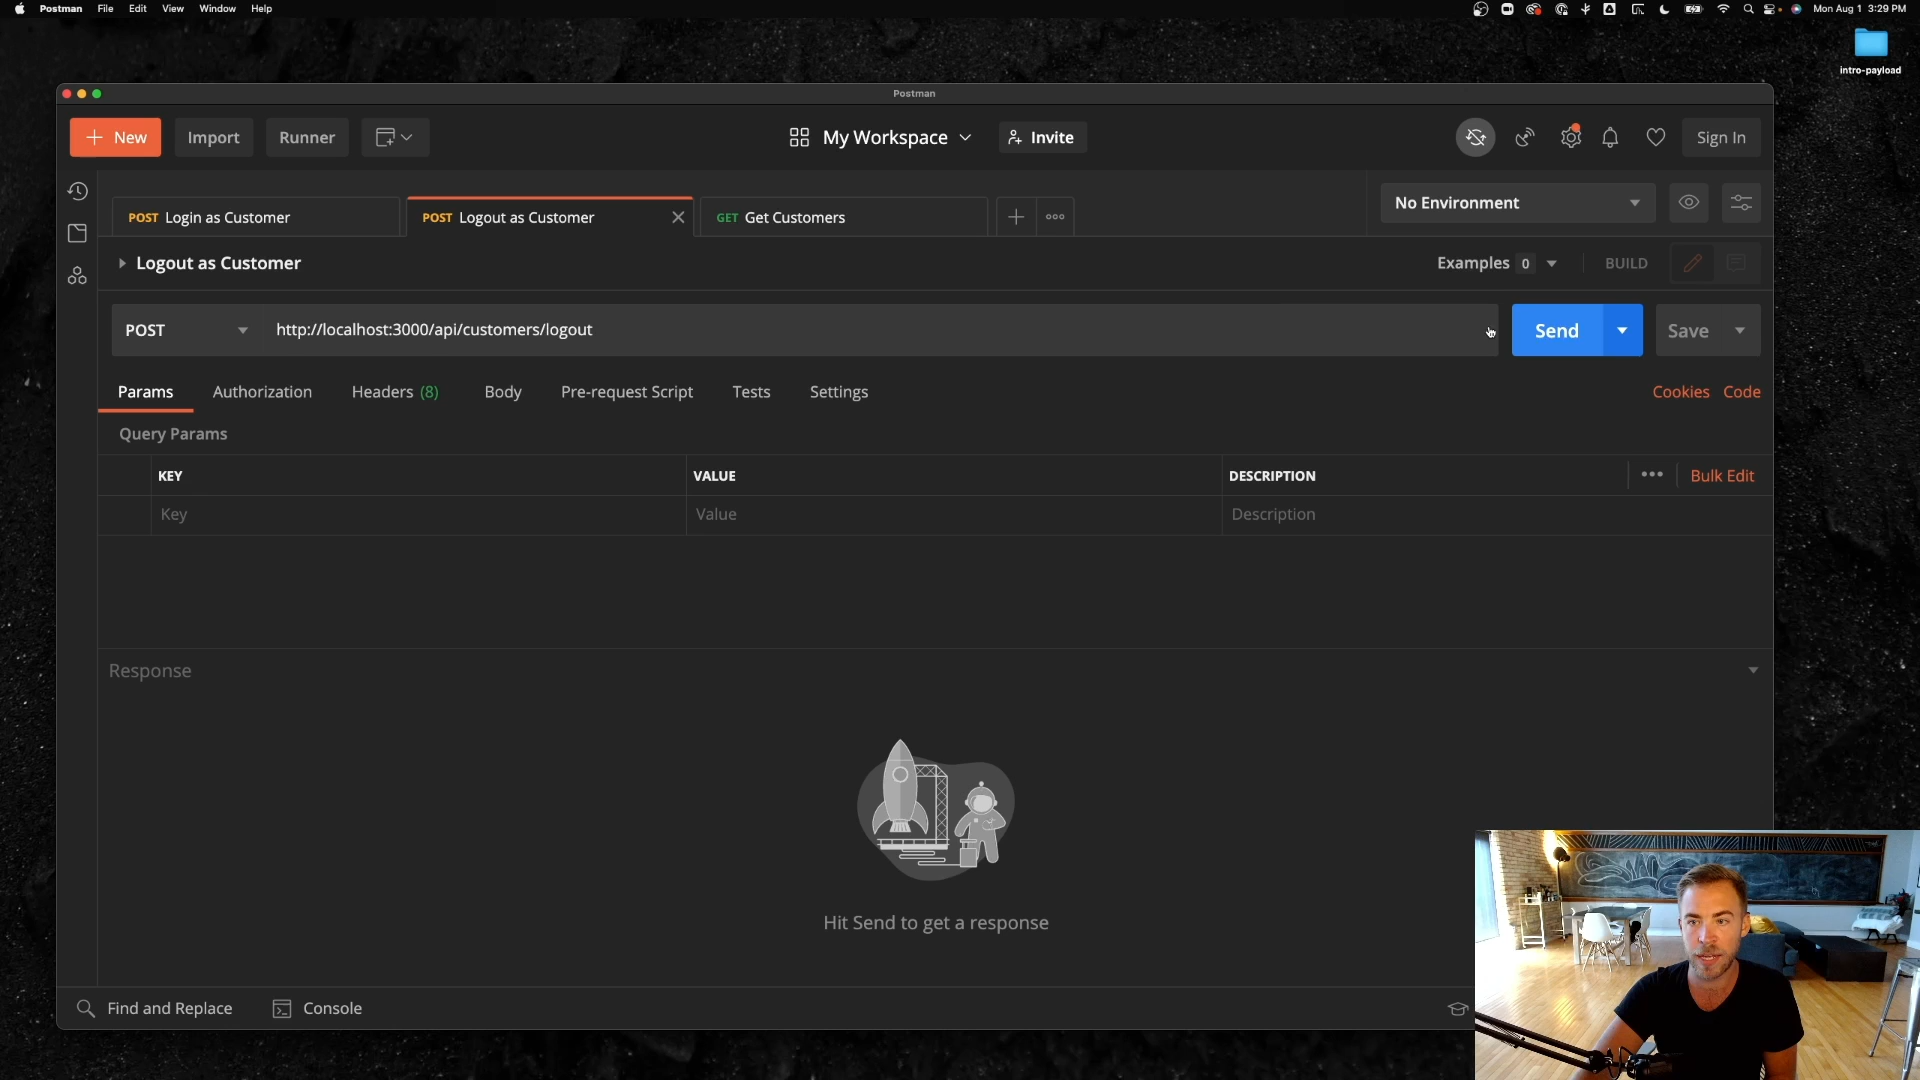 Postman File Edit View Window Help
Mon Aug 1 3:29 PM
intro-payload
Postman
New
Import
Runner
My Workspace
Invite
Sign In
POST Login as Customer
POST Logout as Customer
GET Get Customers
No Environment
Logout as Customer
Examples 0
BUILD
POST
http://localhost:3000/api/customers/logout
Send
Save
Params
Authorization
Headers (8)
Body
Pre-request Script
Tests
Settings
Cookies
Code
Query Params
KEY
VALUE
DESCRIPTION
Bulk Edit
Key
Value
Description
Response
Hit Send to get a response
Find and Replace
Console